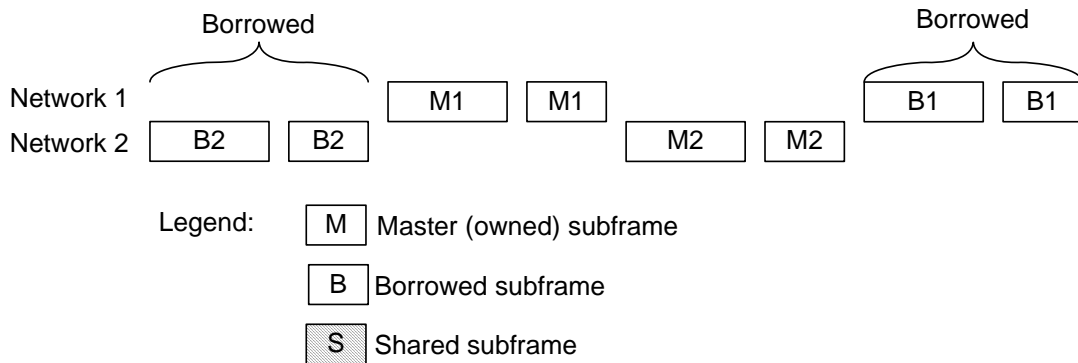 Borrowed Borrowed
Network 1 M1 M1 B1 B1
Network 2 B2 B2 M2 M2
Legend: M Master (owned) subframe
B Borrowed subframe
S Shared subframe